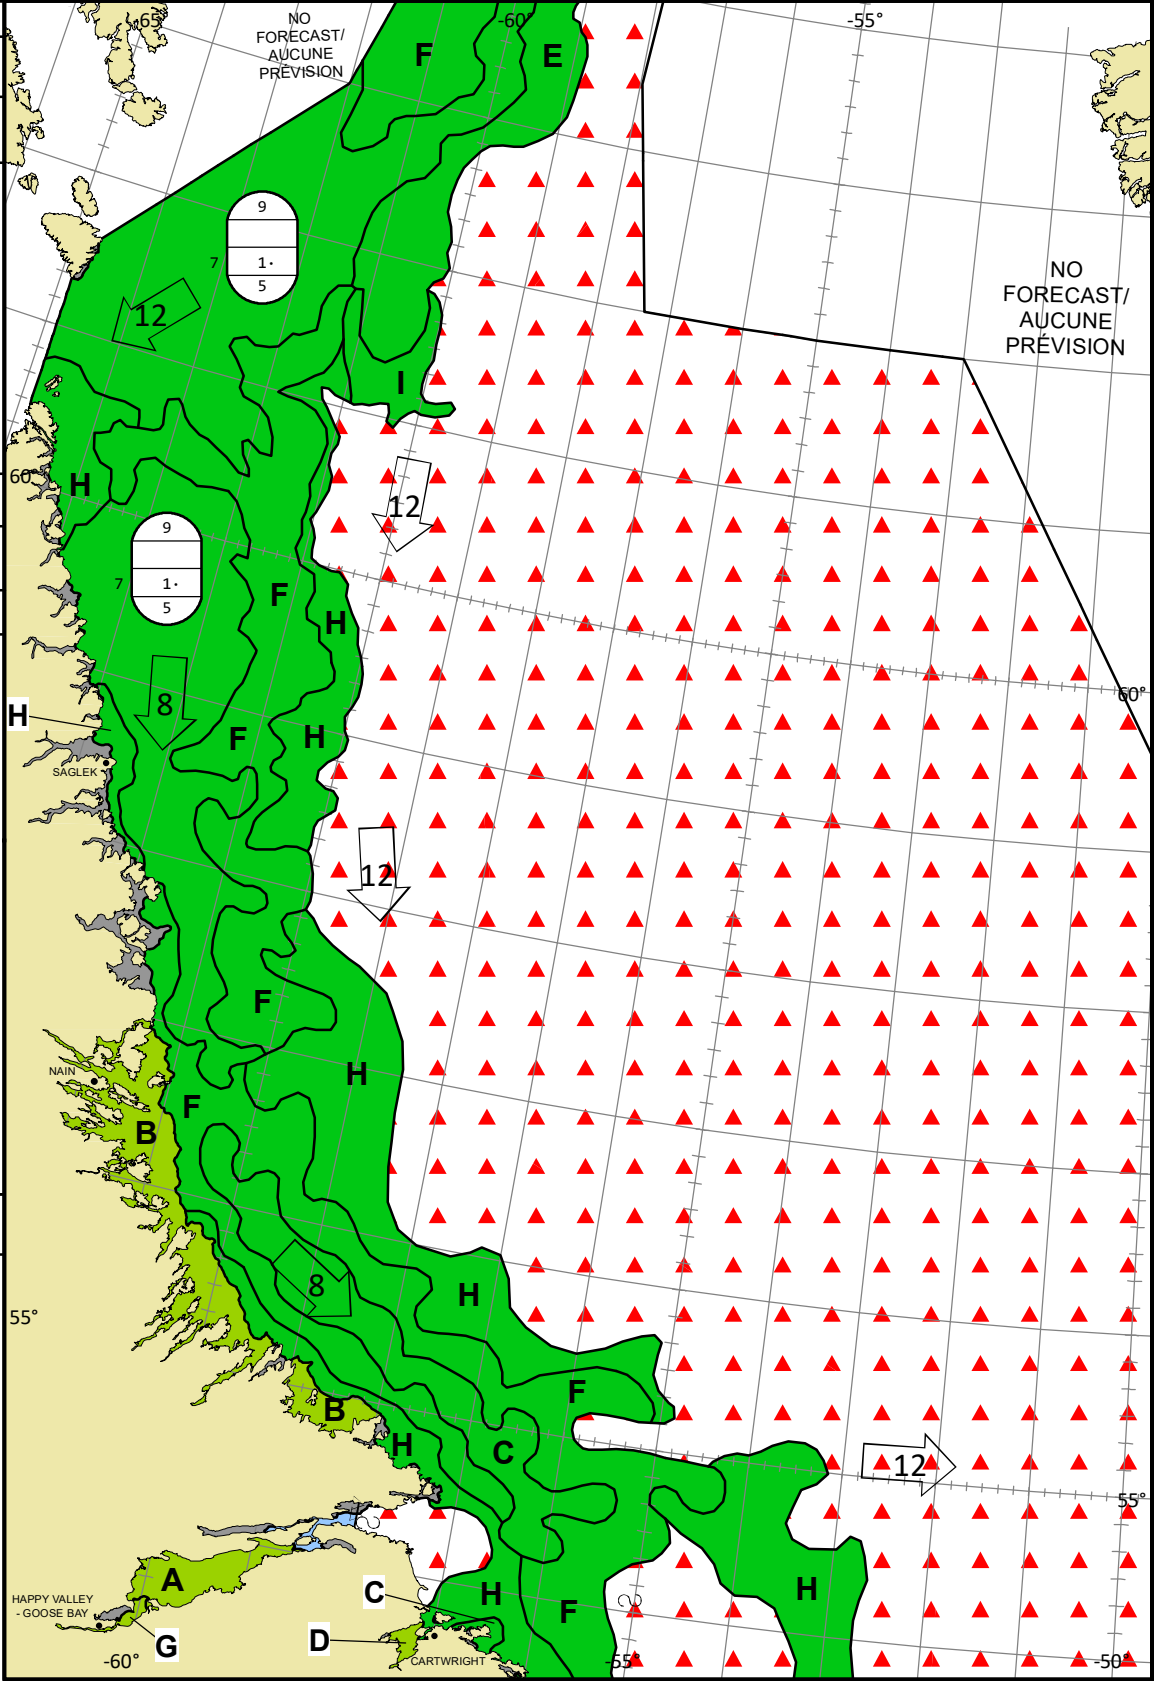 -65°
-60°
-55°
NO
FORECAST/
AUCUNE
PRÉVISION
F
E
9
7
1·
5
12
NO
FORECAST/
AUCUNE
PRÉVISION
I
60°
H
12
9
7
1·
5
F
H
60°
8
H
F
H
SAGLEK
12
F
H
NAIN
F
B
8
H
55°
F
B
H
C
12
55°
A
C
H
F
H
HAPPY VALLEY
- GOOSE BAY
G
D
CARTWRIGHT
-60°
-55°
-50°